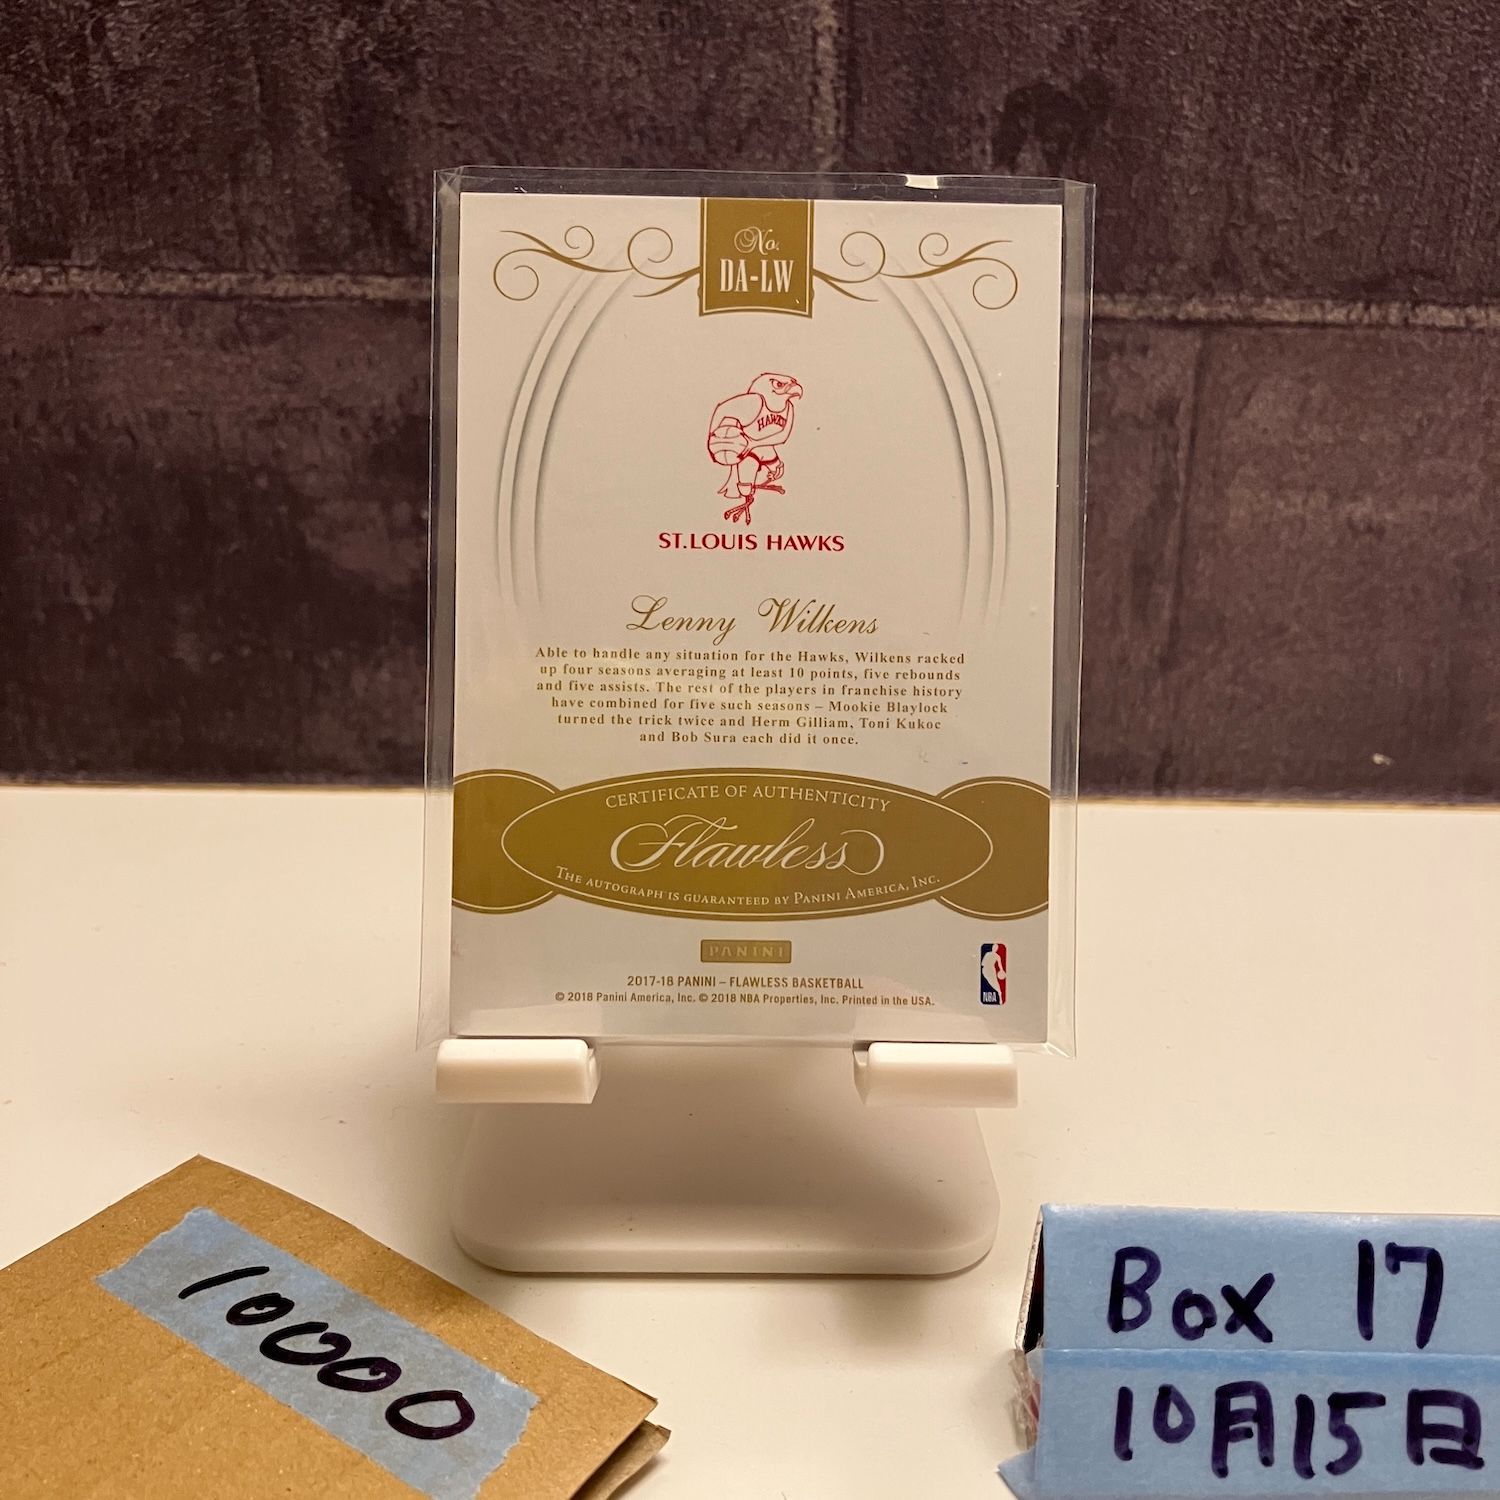 No.
DA-LW
HAWKS
ST. LOUIS HAWKS
Lenny Wilkens
Able to handle any situation for the Hawks, Wilkens racked
up four seasons averaging at least 10 points, five rebounds
and five assists. The rest of the players in franchise history
have combined for five such seasons – Mookie Blaylock
turned the trick twice and Herm Gilliam, Toni Kukoc
and Bob Sura each did it once.
CERTIFICATE OF AUTHENTICITY
Flawless
THE AUTOGRAPH IS GUARANTEED BY PANINI AMERICA, INC.
PANINI
2017-18 PANINI – FLAWLESS BASKETBALL
© 2018 Panini America, Inc. © 2018 NBA Properties, Inc. Printed in the USA.
NBA
10000
Box 17
10月15日